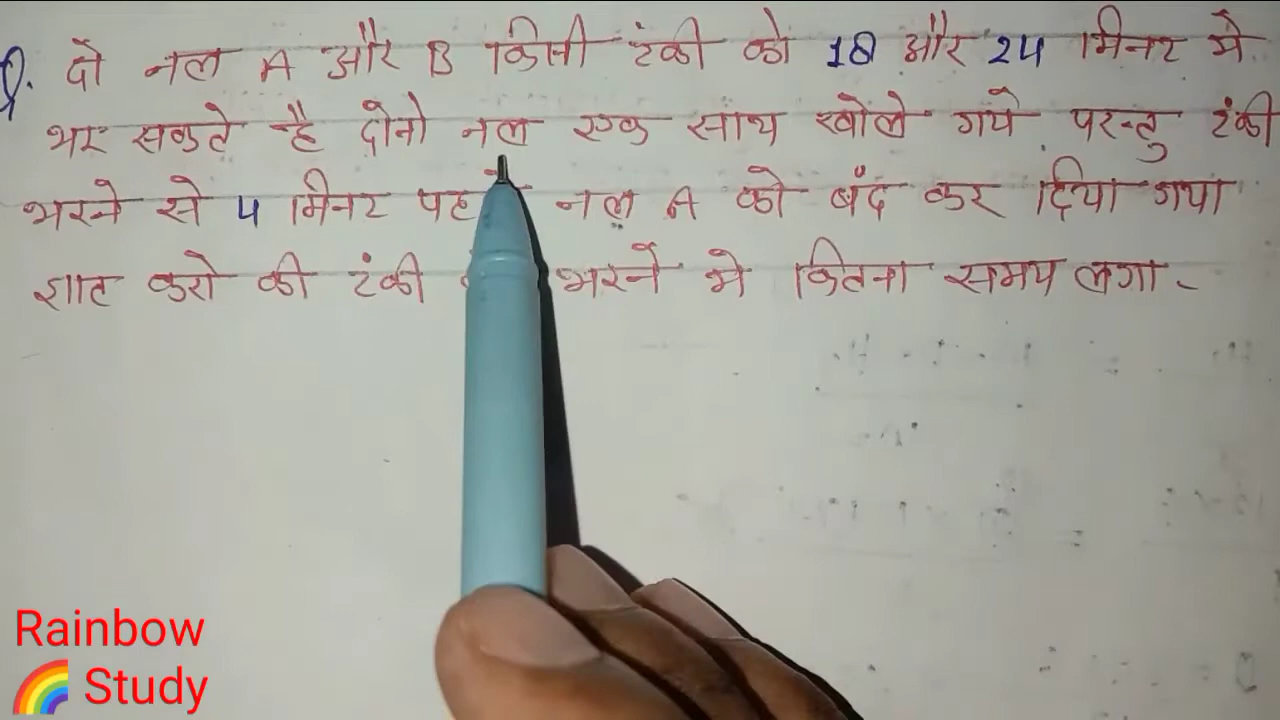 प्र. दो नल A और B किसी टंकी को 18 और 24 मिनट मे
भर सकते है दोनो नल एक साथ खोले गये परन्तु टंकी
भरने से 4 मिनट नल A को बंद कर दिया गया
ज्ञात करो की टंकी भरने मे कितना समय लगा -
Rainbow
Study